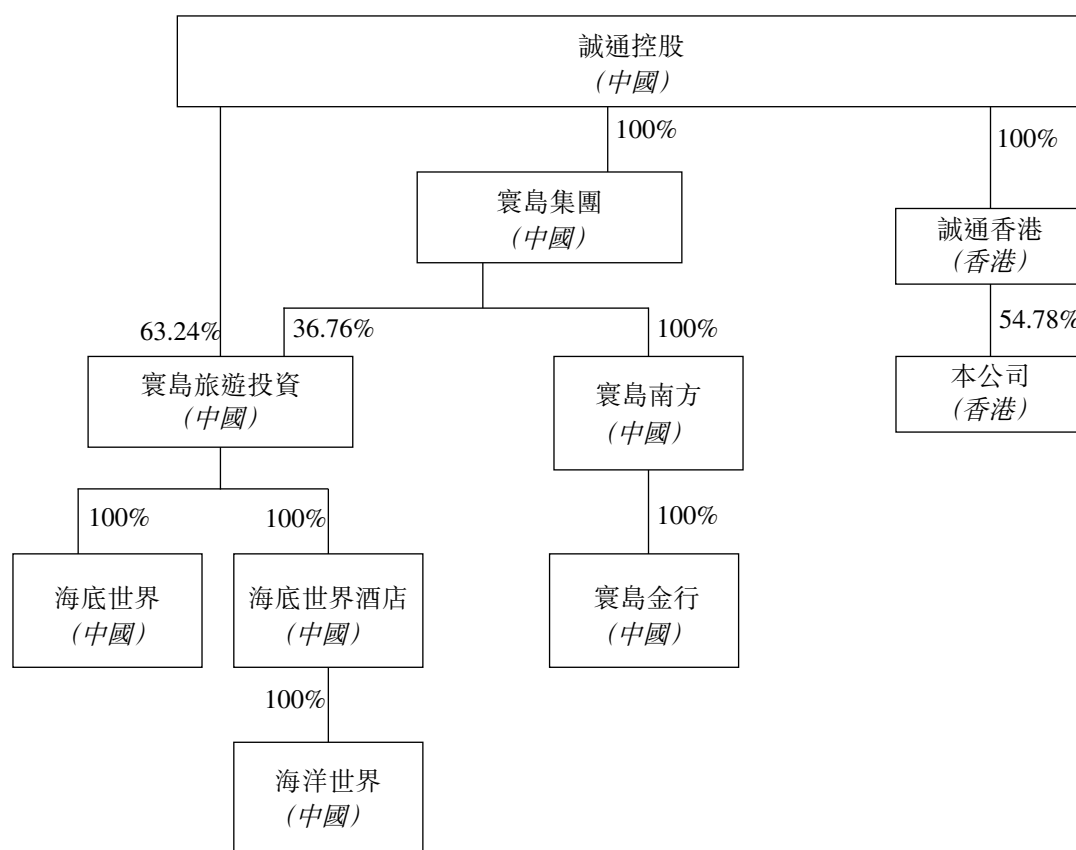 誠通控股
(中國)
100%
100%
寰島集團
(中國)
誠通香港
(香港)
63.24%
36.76%
100%
54.78%
寰島旅遊投資
(中國)
寰島南方
(中國)
本公司
(香港)
100%
100%
100%
海底世界
(中國)
海底世界酒店
(中國)
寰島金行
(中國)
100%
海洋世界
(中國)